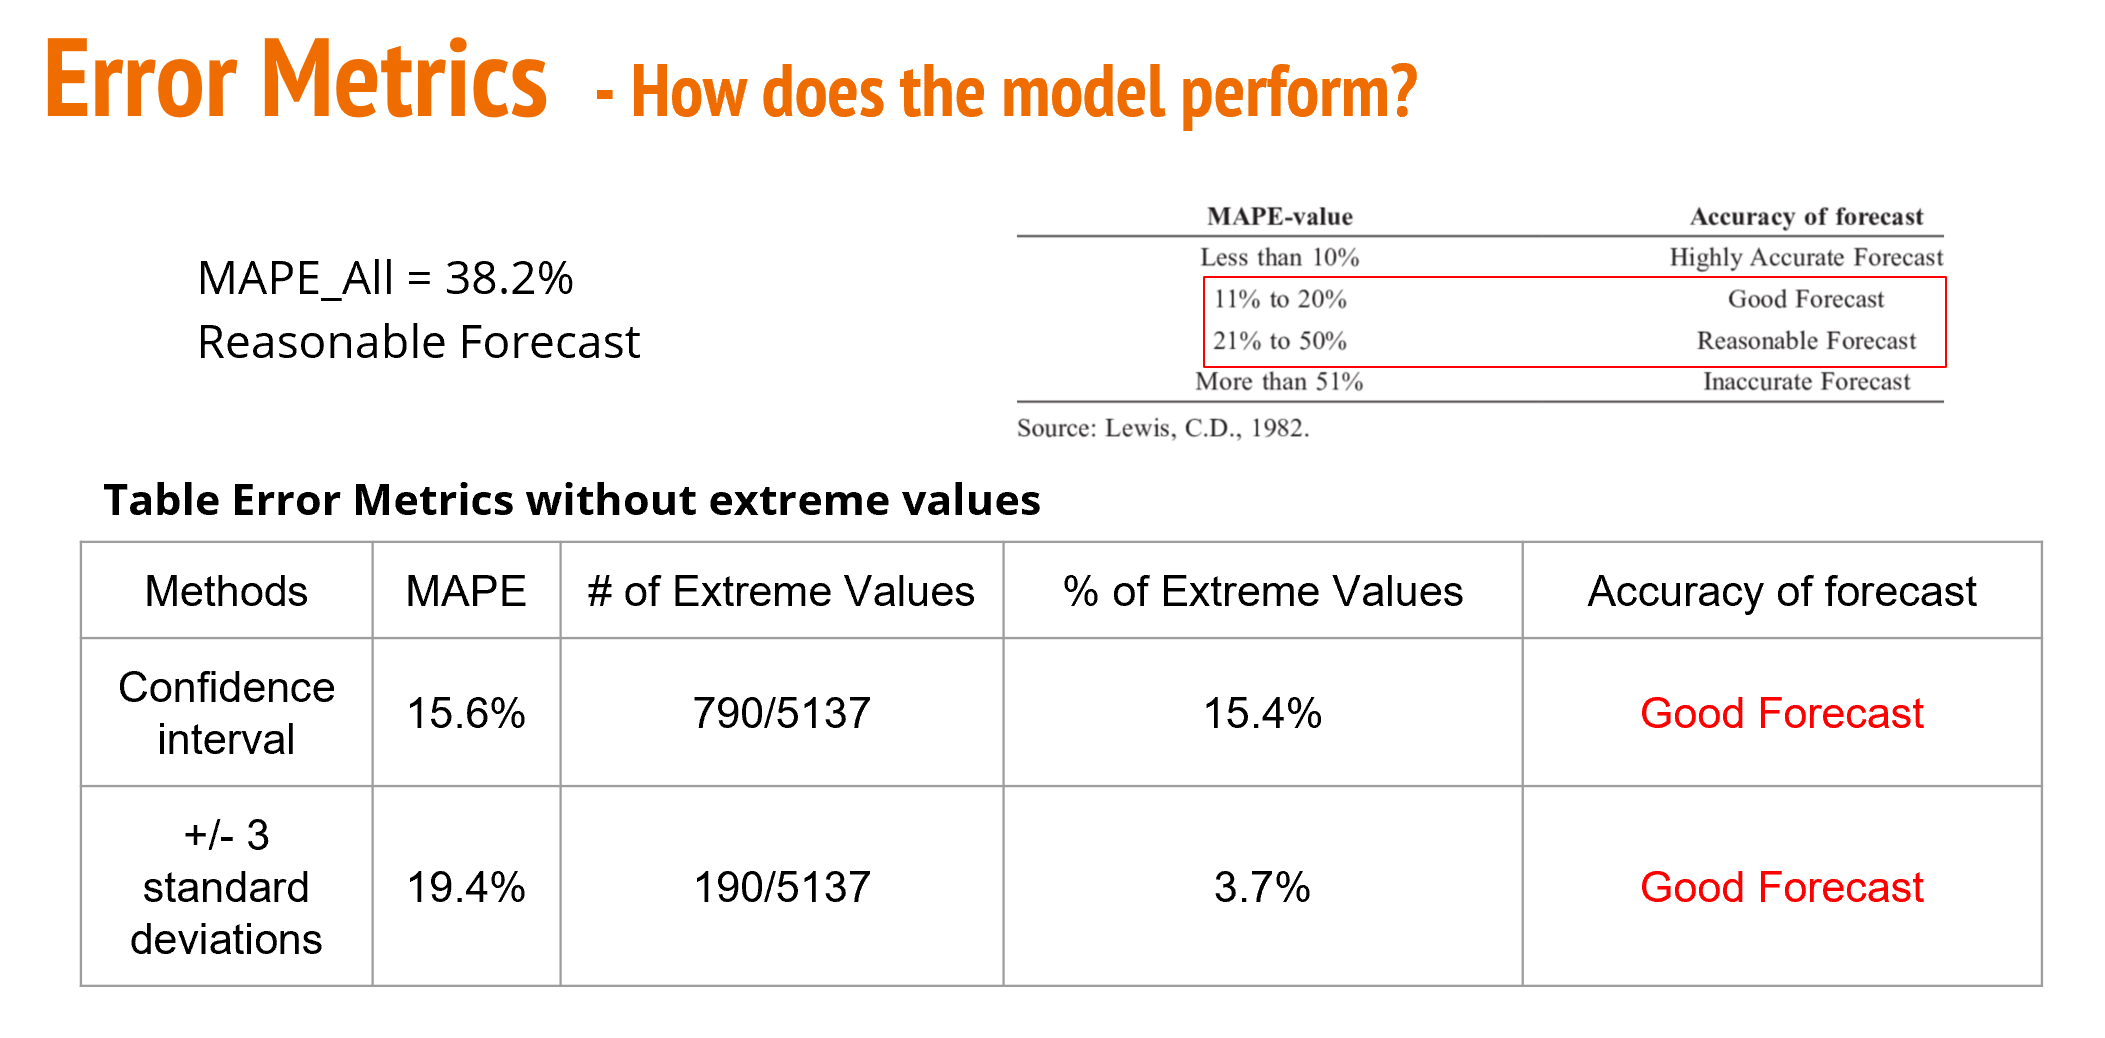 Error Metrics - How does the model perform?
MAPE_All = 38.2%
Reasonable Forecast
MAPE-value Accuracy of forecast
Less than 10% Highly Accurate Forecast
11% to 20% Good Forecast
21% to 50% Reasonable Forecast
More than 51% Inaccurate Forecast
Source: Lewis, C.D., 1982.
Table Error Metrics without extreme values
Methods MAPE # of Extreme Values % of Extreme Values Accuracy of forecast
Confidence
interval 15.6% 790/5137 15.4% Good Forecast
+/- 3
standard
deviations 19.4% 190/5137 3.7% Good Forecast